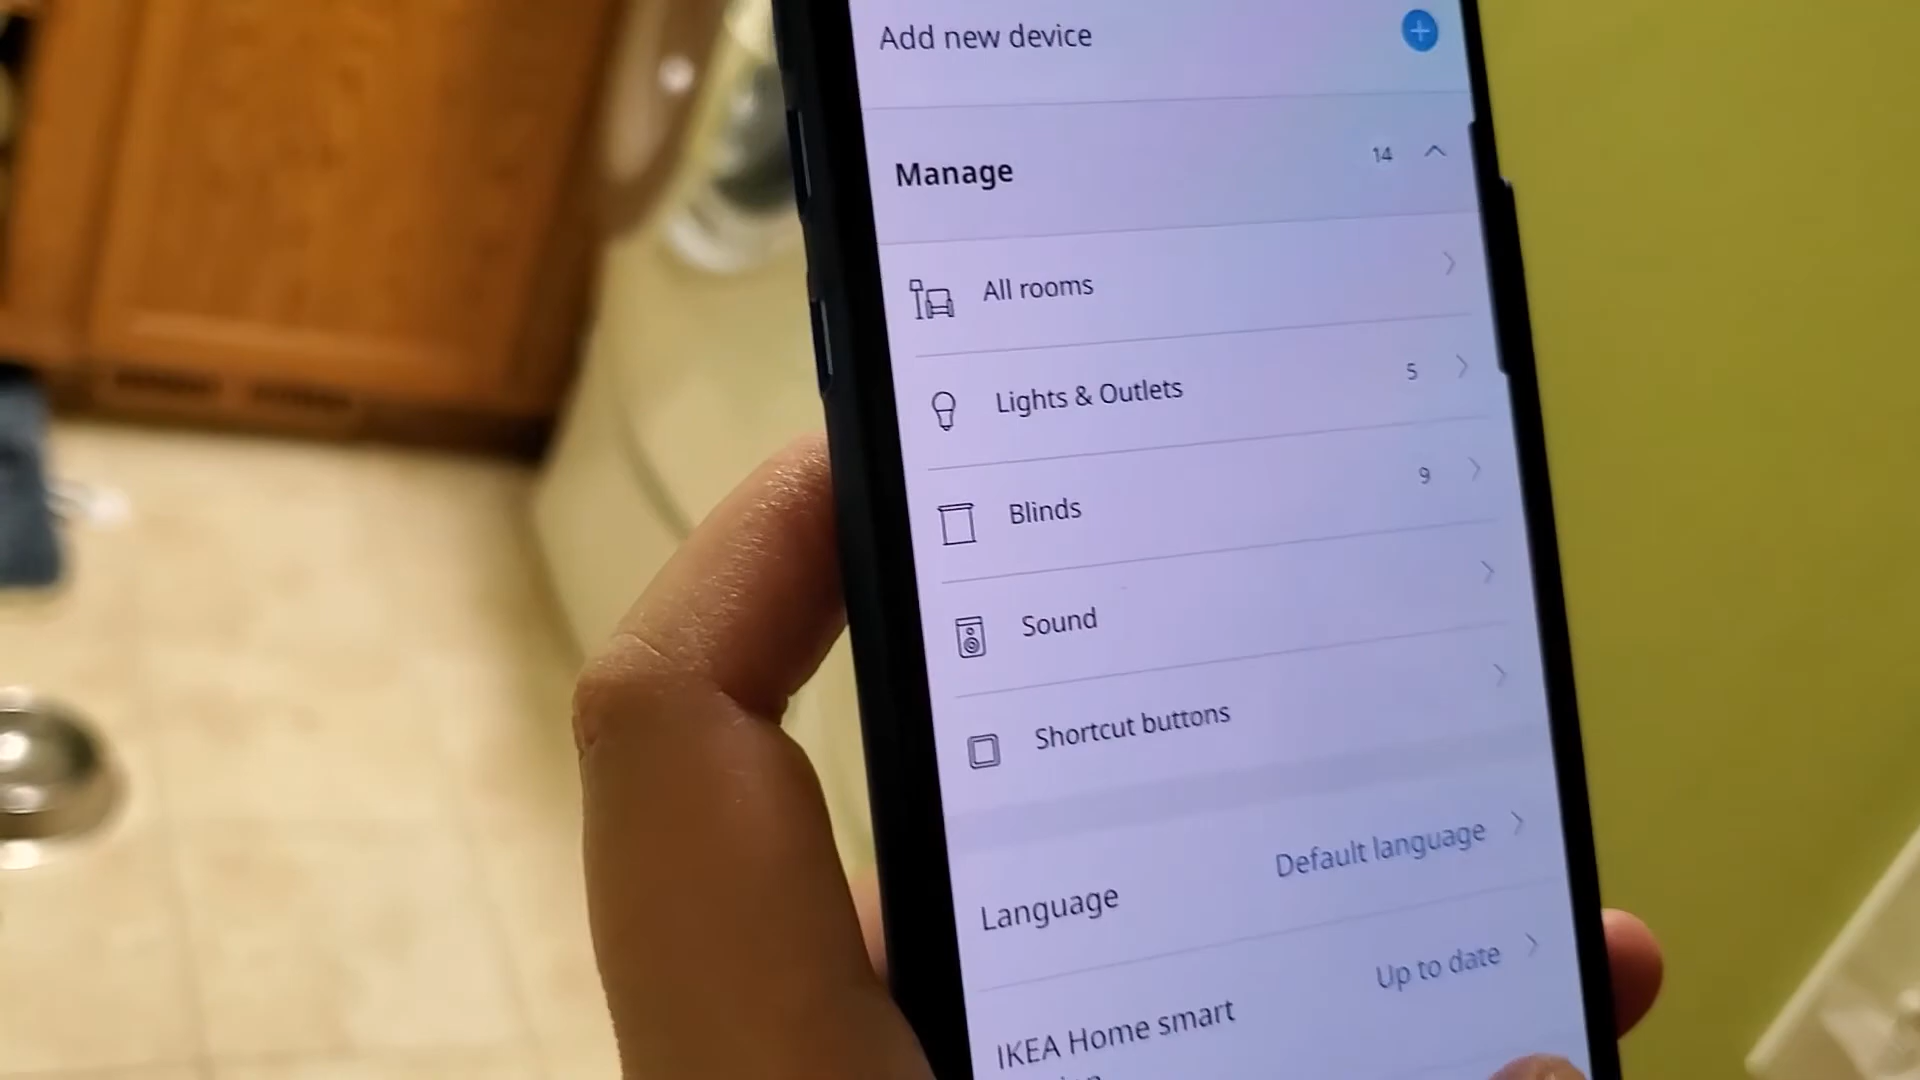 Add new device
Manage 14
All rooms
Lights & Outlets 5
Blinds 9
Sound
Shortcut buttons
Language Default language
IKEA Home smart Up to date